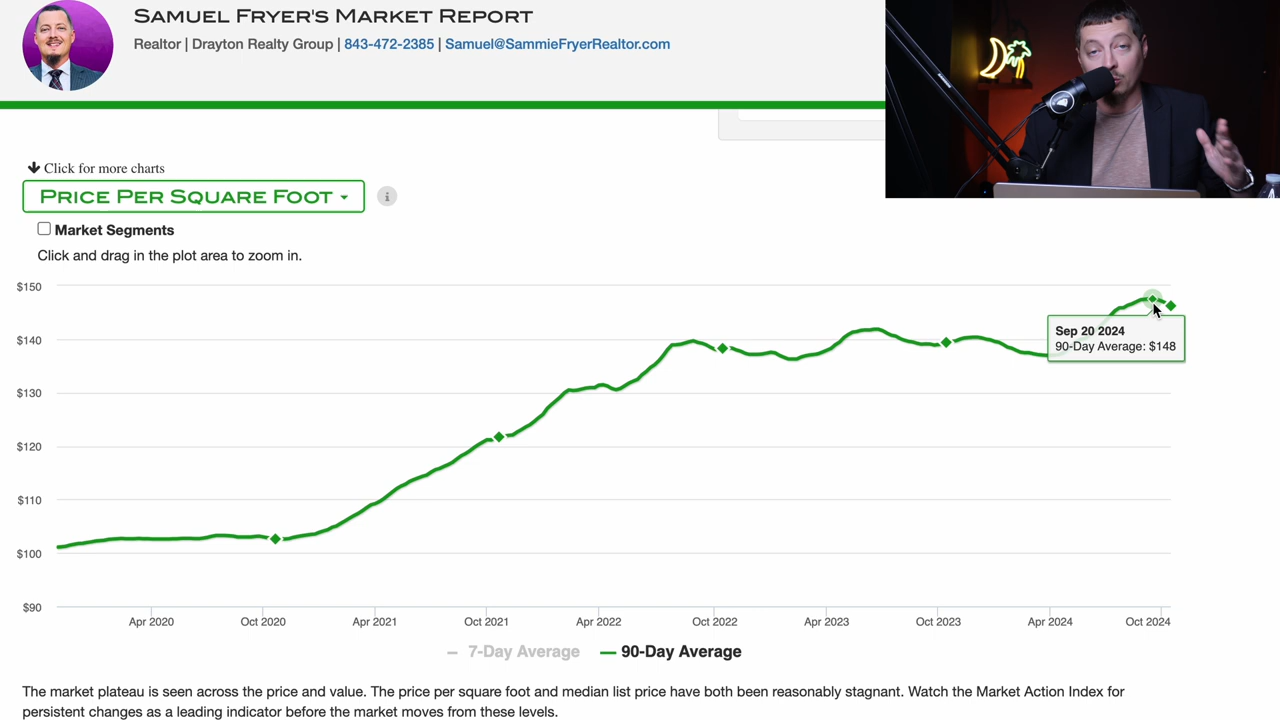 SAMUEL FRYER'S MARKET REPORT
Realtor | Drayton Realty Group | 843-472-2385 | Samuel@SammieFryerRealtor.com
Click for more charts
PRICE PER SQUARE FOOT
i
Market Segments
Click and drag in the plot area to zoom in.
$150
$140
$130
$120
$110
$100
$90
Sep 20 2024
90-Day Average: $148
Apr 2020
Oct 2020
Apr 2021
Oct 2021
Apr 2022
Oct 2022
Apr 2023
Oct 2023
Apr 2024
Oct 2024
7-Day Average
90-Day Average
The market plateau is seen across the price and value. The price per square foot and median list price have both been reasonably stagnant. Watch the Market Action Index for
persistent changes as a leading indicator before the market moves from these levels.